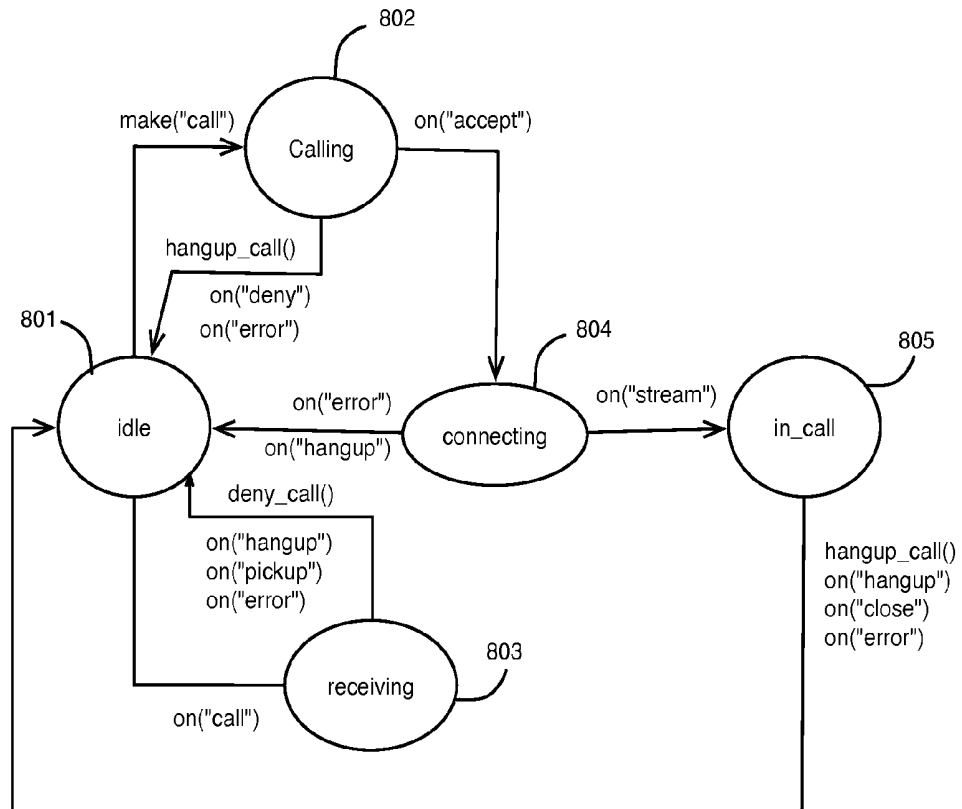 802
make("call")
on("accept")
Calling
hangup_call()
on("deny")
on("error")
801
804
805
idle
on("error")
on("hangup")
connecting
on("stream")
in_call
deny_call()
on("hangup")
on("pickup")
on("error")
hangup_call()
on("hangup")
on("close")
on("error")
803
receiving
on("call")